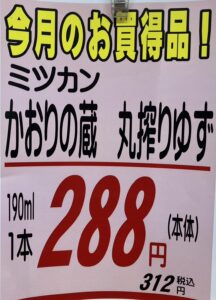 今月のお買得品!
ミツカン
かおりの蔵 丸搾りゆず
190ml
1本
288円
(本体)
312税込円